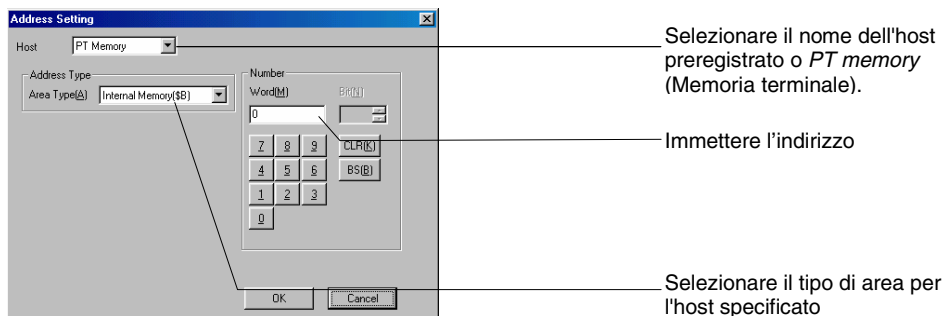 Address Setting
Host PT Memory
Address Type
Area Type(A) Internal Memory($B)
Number
Word(M) Bit(N)
0
7 8 9 CLR(K)
4 5 6 BS(B)
1 2 3
0
OK Cancel
Selezionare il nome dell'host
preregistrato o PT memory
(Memoria terminale).
Immettere l'indirizzo
Selezionare il tipo di area per
l'host specificato